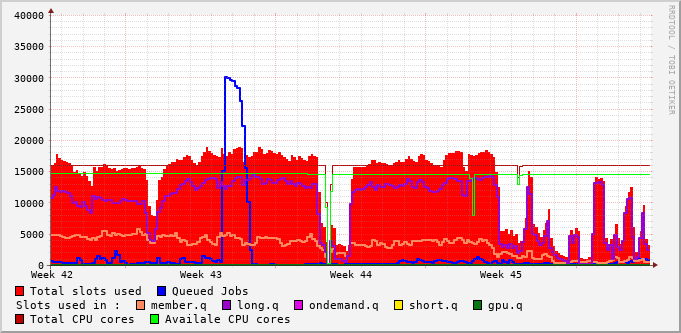 RRDTOOL / TOBI OETIKER
40000
35000
30000
25000
20000
15000
10000
5000
0
Week 42 Week 43 Week 44 Week 45
Total slots used Queued Jobs
Slots used in : member.q long.q ondemand.q short.q gpu.q
Total CPU cores Availale CPU cores